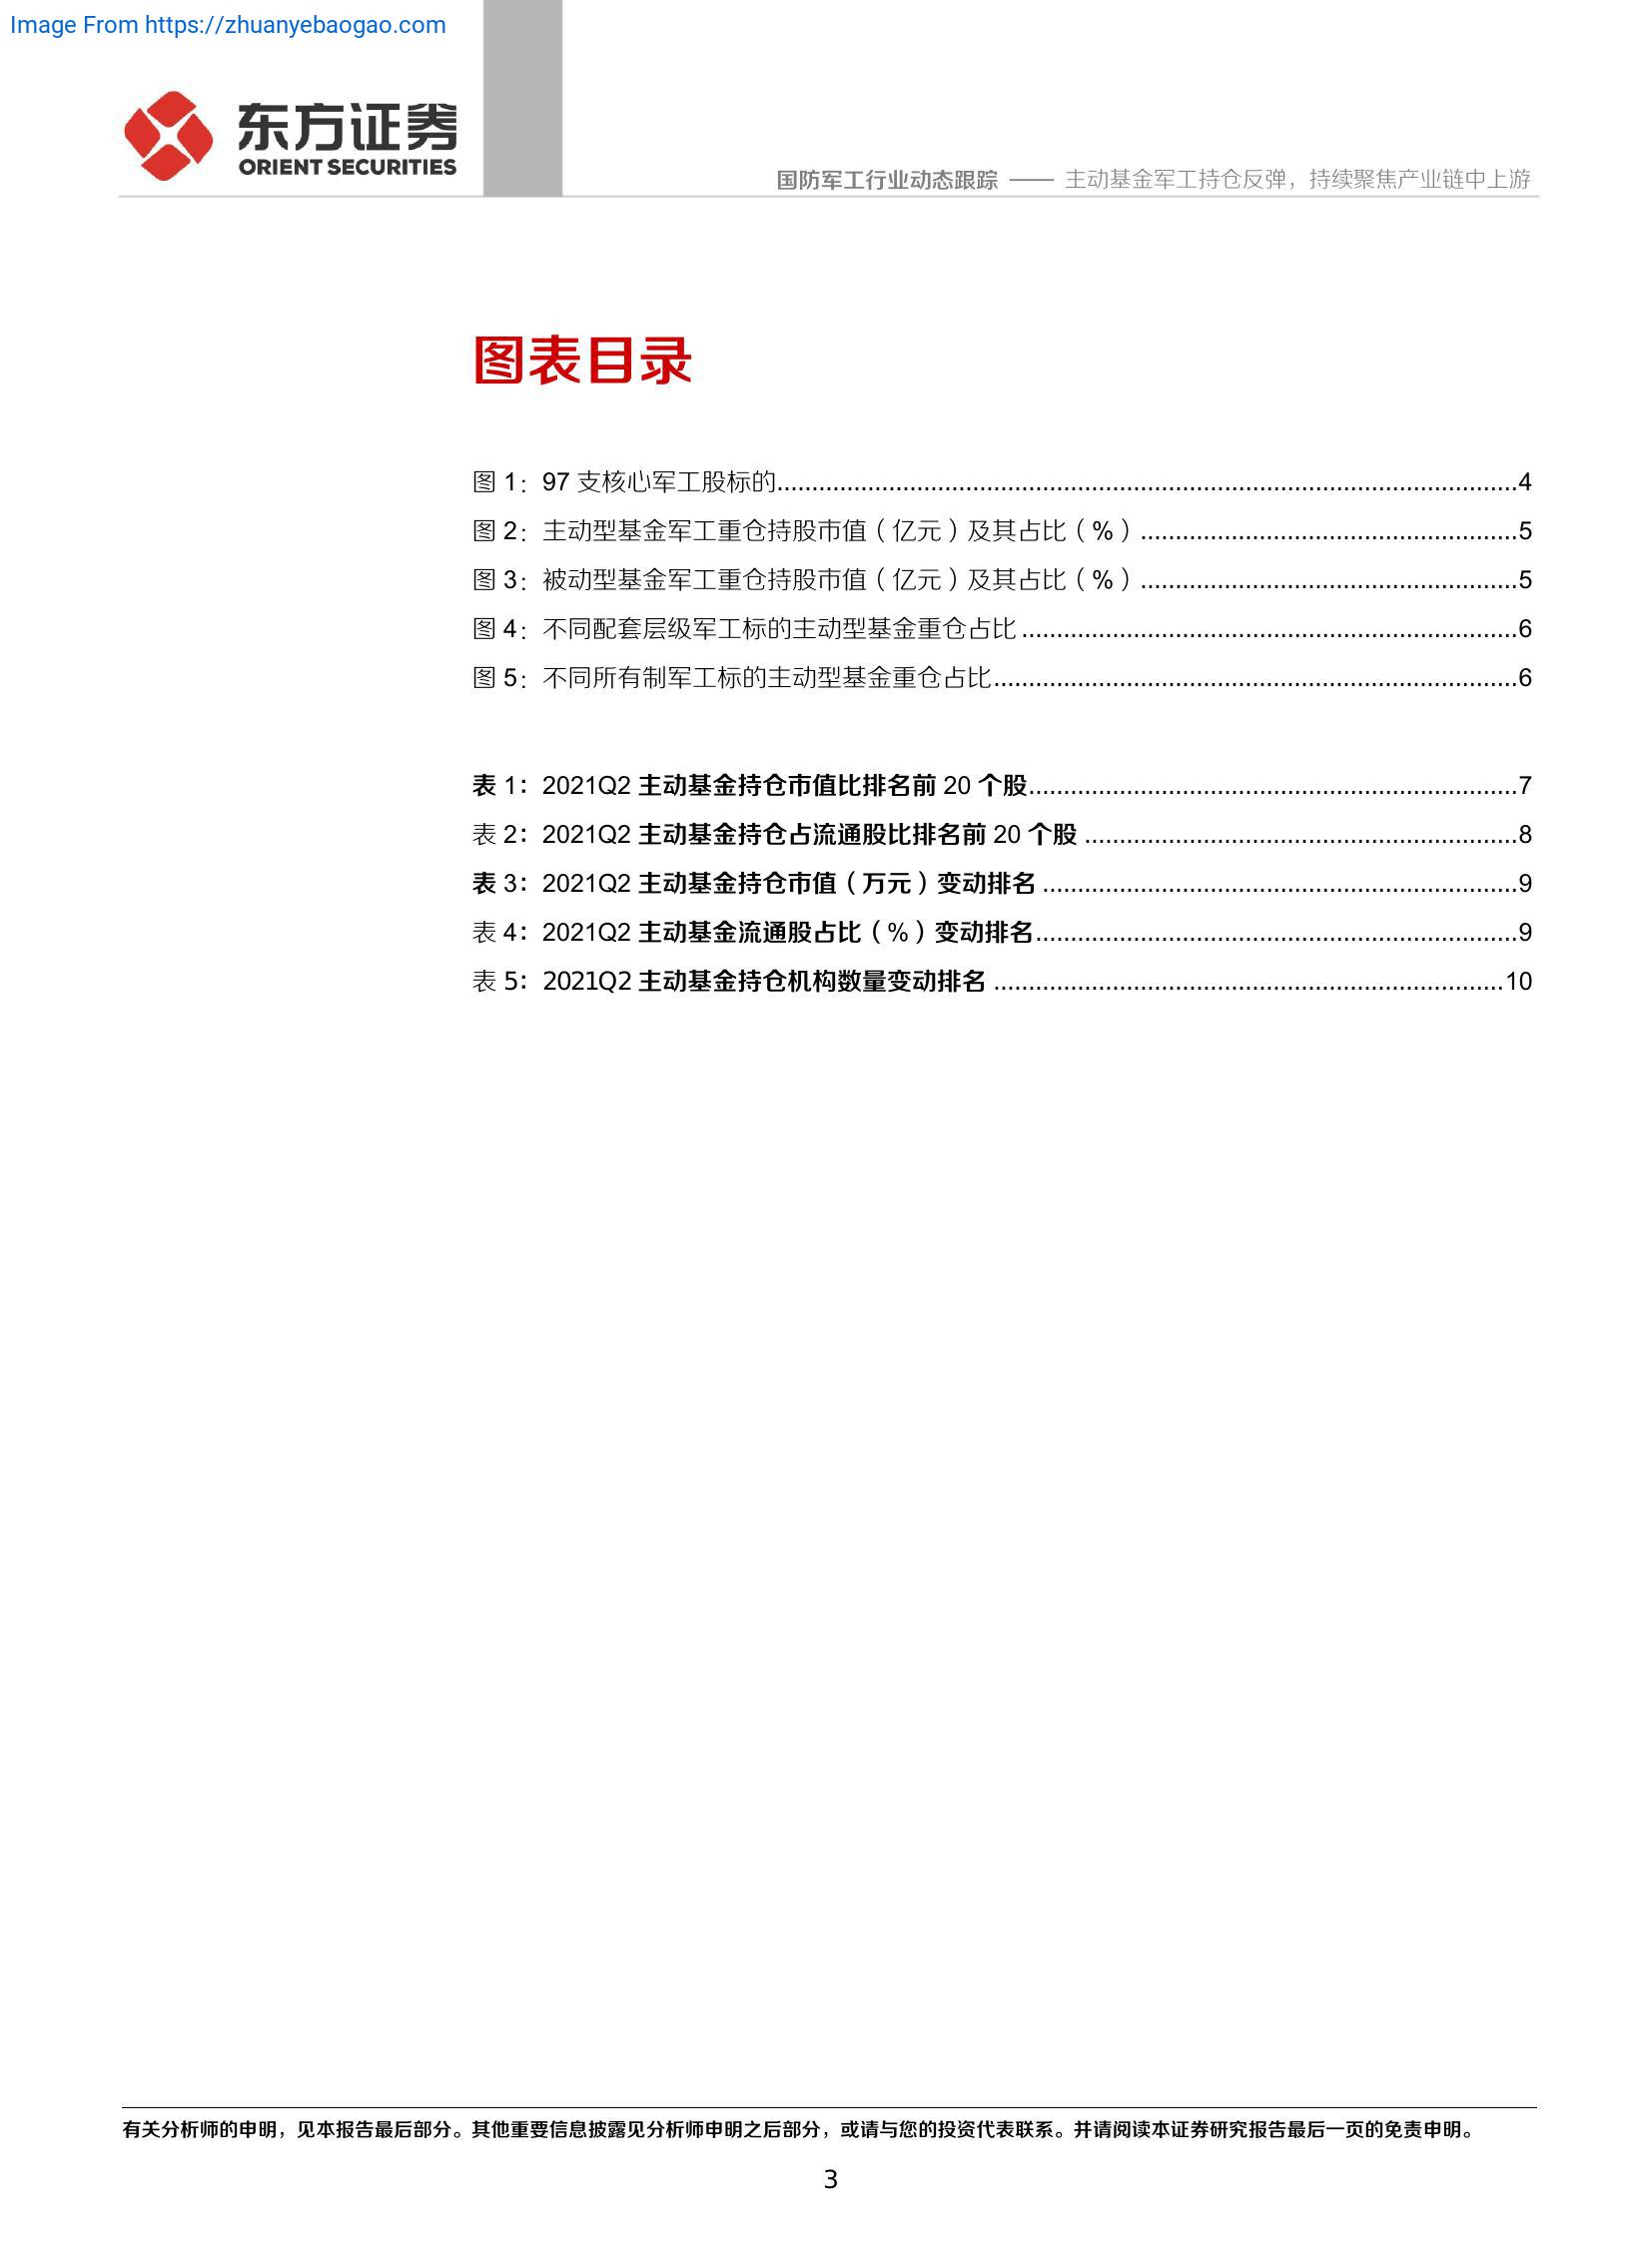 Image From https://zhuanyebaogao.com
东方证券
ORIENT SECURITIES
国防军工行业动态跟踪 —— 主动基金军工持仓反弹，持续聚焦产业链中上游
图表目录
图 1：97 支核心军工股标的..........................................................................................................4
图 2：主动型基金军工重仓持股市值（亿元）及其占比（%）......................................................5
图 3：被动型基金军工重仓持股市值（亿元）及其占比（%）......................................................5
图 4：不同配套层级军工标的主动型基金重仓占比.......................................................................6
图 5：不同所有制军工标的主动型基金重仓占比...........................................................................6
表 1：2021Q2 主动基金持仓市值比排名前 20 个股......................................................................7
表 2：2021Q2 主动基金持仓占流通股比排名前 20 个股..............................................................8
表 3：2021Q2 主动基金持仓市值（万元）变动排名....................................................................9
表 4：2021Q2 主动基金流通股占比（%）变动排名.....................................................................9
表 5：2021Q2 主动基金持仓机构数量变动排名.........................................................................10
有关分析师的申明，见本报告最后部分。其他重要信息披露见分析师申明之后部分，或请与您的投资代表联系。并请阅读本证券研究报告最后一页的免责申明。
3